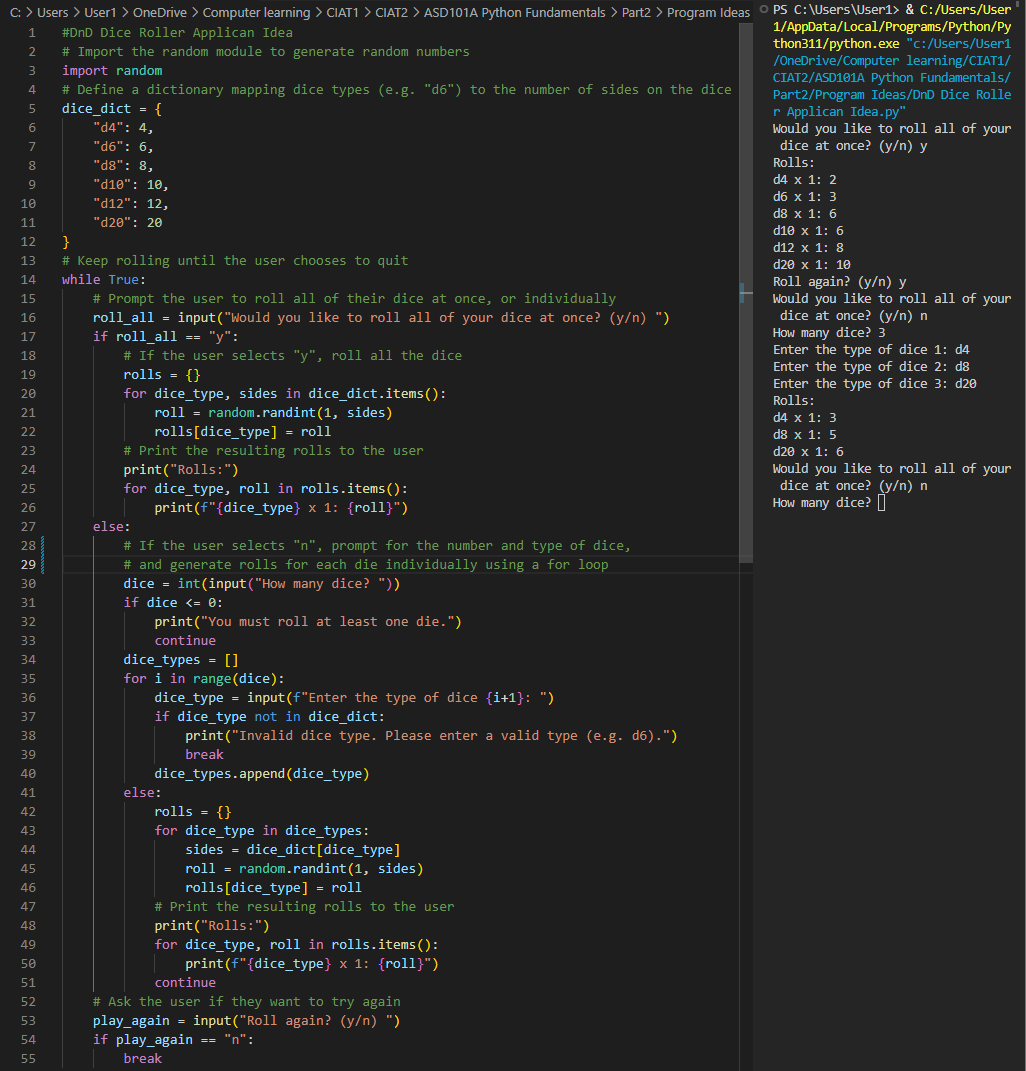 C: > Users > User1 > OneDrive > Computer learning > CIAT1 > CIAT2 > ASD101A Python Fundamentals > Part2 > Program Ideas
1 #DnD Dice Roller Applican Idea
2 # Import the random module to generate random numbers
3 import random
4 # Define a dictionary mapping dice types (e.g. "d6") to the number of sides on the dice
5 dice_dict = {
6     "d4": 4,
7     "d6": 6,
8     "d8": 8,
9     "d10": 10,
10     "d12": 12,
11     "d20": 20
12 }
13 # Keep rolling until the user chooses to quit
14 while True:
15     # Prompt the user to roll all of their dice at once, or individually
16     roll_all = input("Would you like to roll all of your dice at once? (y/n) ")
17     if roll_all == "y":
18         # If the user selects "y", roll all the dice
19         rolls = {}
20         for dice_type, sides in dice_dict.items():
21             roll = random.randint(1, sides)
22             rolls[dice_type] = roll
23         # Print the resulting rolls to the user
24         print("Rolls:")
25         for dice_type, roll in rolls.items():
26             print(f"{dice_type} x 1: {roll}")
27     else:
28         # If the user selects "n", prompt for the number and type of dice,
29         # and generate rolls for each die individually using a for loop
30         dice = int(input("How many dice? "))
31         if dice <= 0:
32             print("You must roll at least one die.")
33             continue
34         dice_types = []
35         for i in range(dice):
36             dice_type = input(f"Enter the type of dice {i+1}: ")
37             if dice_type not in dice_dict:
38                 print("Invalid dice type. Please enter a valid type (e.g. d6).")
39                 break
40             dice_types.append(dice_type)
41         else:
42             rolls = {}
43             for dice_type in dice_types:
44                 sides = dice_dict[dice_type]
45                 roll = random.randint(1, sides)
46                 rolls[dice_type] = roll
47             # Print the resulting rolls to the user
48             print("Rolls:")
49             for dice_type, roll in rolls.items():
50                 print(f"{dice_type} x 1: {roll}")
51             continue
52     # Ask the user if they want to try again
53     play_again = input("Roll again? (y/n) ")
54     if play_again == "n":
55         break
PS C:\Users\User1> & C:/Users/User
1/AppData/Local/Programs/Python/Py
thon311/python.exe "c:/Users/User1
/OneDrive/Computer learning/CIAT1/
CIAT2/ASD101A Python Fundamentals/
Part2/Program Ideas/DnD Dice Rolle
r Applican Idea.py"
Would you like to roll all of your
 dice at once? (y/n) y
Rolls:
d4 x 1: 2
d6 x 1: 3
d8 x 1: 6
d10 x 1: 6
d12 x 1: 8
d20 x 1: 10
Roll again? (y/n) y
Would you like to roll all of your
 dice at once? (y/n) n
How many dice? 3
Enter the type of dice 1: d4
Enter the type of dice 2: d8
Enter the type of dice 3: d20
Rolls:
d4 x 1: 3
d8 x 1: 5
d20 x 1: 6
Would you like to roll all of your
 dice at once? (y/n) n
How many dice?